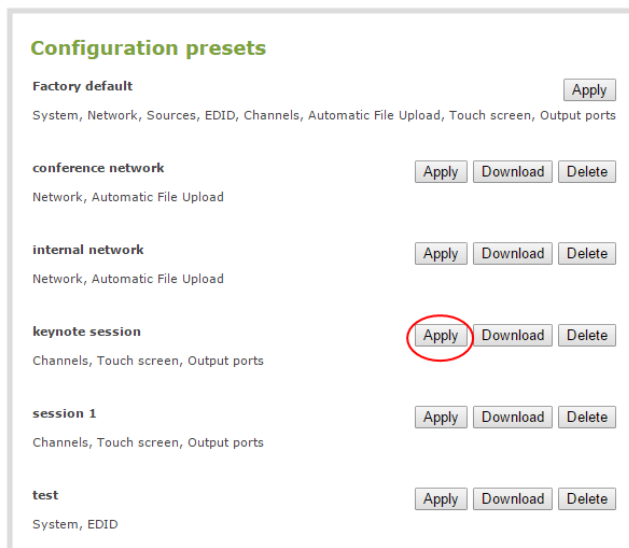 Configuration presets
Factory default
Apply
System, Network, Sources, EDID, Channels, Automatic File Upload, Touch screen, Output ports
conference network
Apply Download Delete
Network, Automatic File Upload
internal network
Apply Download Delete
Network, Automatic File Upload
keynote session
Apply Download Delete
Channels, Touch screen, Output ports
session 1
Apply Download Delete
Channels, Touch screen, Output ports
test
Apply Download Delete
System, EDID